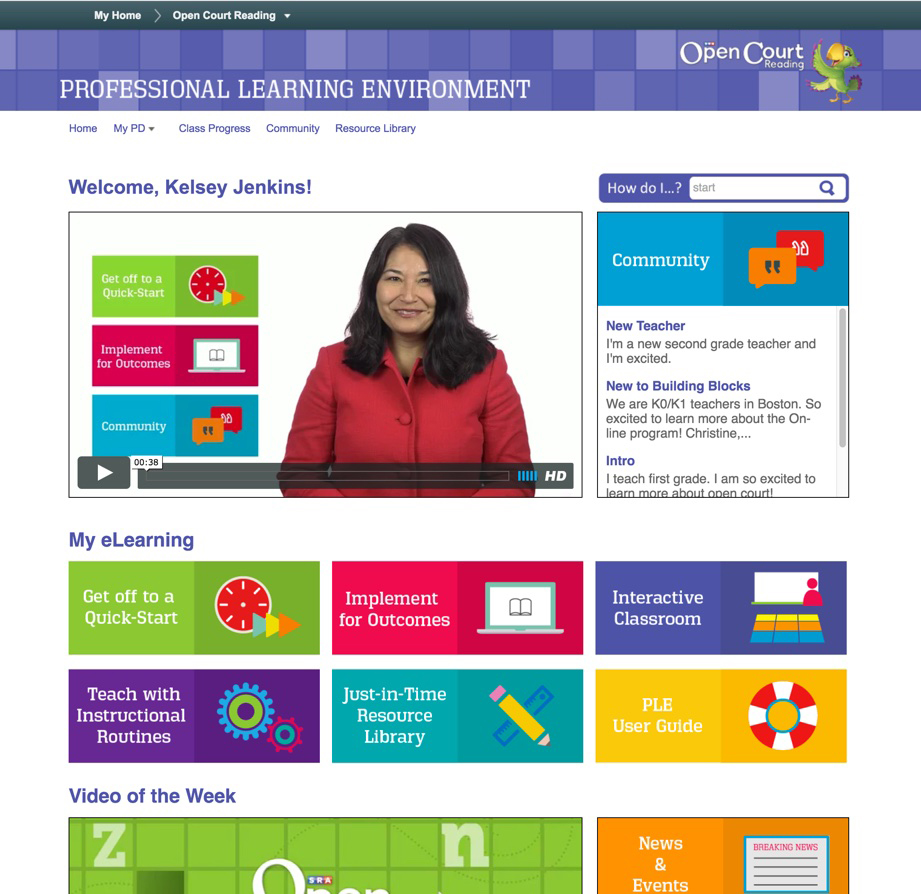 My Home
Open Court Reading
Open Court
Reading
PROFESSIONAL LEARNING ENVIRONMENT
Home
My PD
Class Progress
Community
Resource Library
Welcome, Kelsey Jenkins!
How do I...?
start
Get off to a
Quick-Start
Implement
for Outcomes
Community
00:38
HD
Community
New Teacher
I'm a new second grade teacher and
I'm excited.
New to Building Blocks
We are K0/K1 teachers in Boston. So
excited to learn more about the On-
line program! Christine,...
Intro
I teach first grade. I am so excited to
learn more about open court!
My eLearning
Get off to a
Quick-Start
Implement
for Outcomes
Interactive
Classroom
Teach with
Instructional
Routines
Just-in-Time
Resource
Library
PLE
User Guide
Video of the Week
z
n
SRA
Open
News
&
Events
BREAKING NEWS